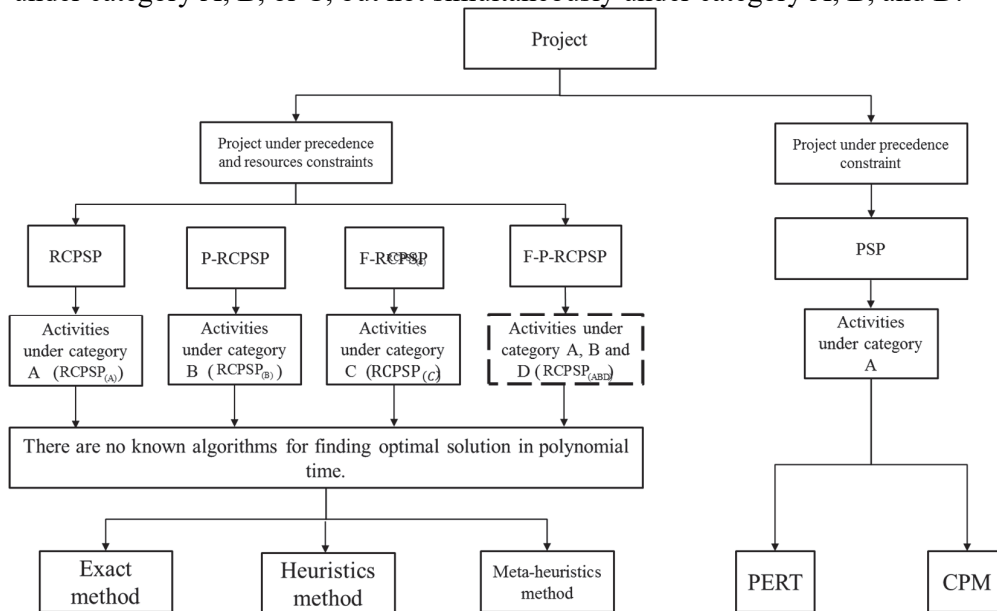 under category A, B, or C, but not simultaneously under category A, B, and D.
Project
Project under precedence
and resources constraints
Project under precedence
constraint
RCPSP
P-RCPSP
F-RCPSP
F-P-RCPSP
PSP
Activities
under category
A (RCPSP(A))
Activities
under category
B (RCPSP(B))
Activities
under category
C (RCPSP(C))
Activities under
category A, B and
D (RCPSP(ABD))
Activities
under category
A
There are no known algorithms for finding optimal solution in polynomial
time.
Exact
method
Heuristics
method
Meta-heuristics
method
PERT
CPM